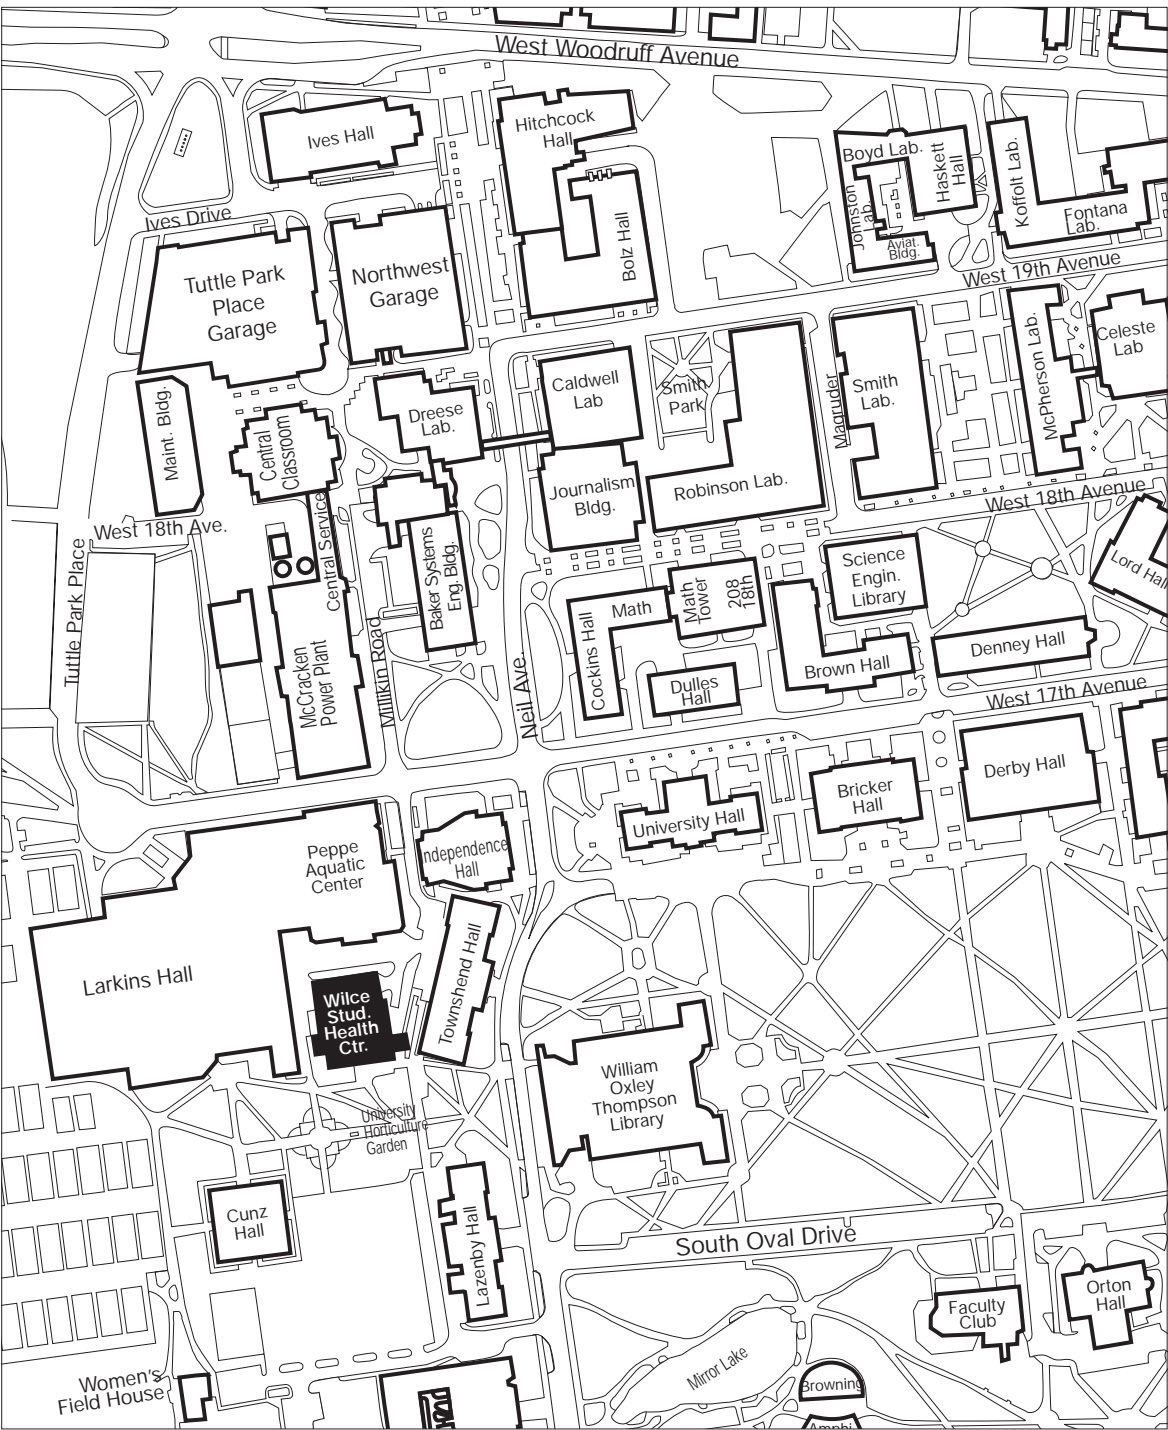 West Woodruff Avenue
Ives Hall
Hitchcock
Hall
Boyd Lab.
Haskett
Hall
Koffolt Lab.
Johnston
Lab.
Aviat.
Bldg.
Fontana
Lab.
Ives Drive
Bolz Hall
West 19th Avenue
Tuttle Park
Place
Garage
Northwest
Garage
McPherson Lab.
Celeste
Lab
Caldwell
Lab
Smith
Park
Magruder
Smith
Lab.
Maint. Bldg.
Central
Classroom
Dreese
Lab.
Journalism
Bldg.
Robinson Lab.
West 18th Avenue
West 18th Ave.
Central Service
Tuttle Park Place
Baker Systems
Eng. Bldg.
Science
Engin.
Library
Lord Hall
Math
Math
Tower
208
18th
Cockins Hall
Denney Hall
Brown Hall
Dulles
Hall
McCracken
Power Plant
Millikin Road
Neil Ave.
West 17th Avenue
Derby Hall
Bricker
Hall
University Hall
Peppe
Aquatic
Center
Independence
Hall
Larkins Hall
Townshend Hall
Wilce
Stud.
Health
Ctr.
William
Oxley
Thompson
Library
University
Horticulture
Garden
Cunz
Hall
Lazenby Hall
South Oval Drive
Orton
Hall
Faculty
Club
Mirror Lake
Women's
Field House
Browning
Amphi